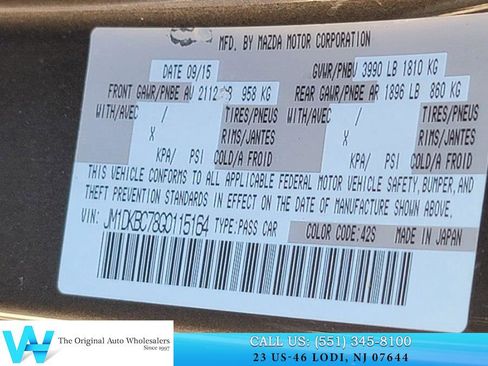 MFD. BY MAZDA MOTOR CORPORATION
DATE 09/15 GVWR/PNBV 3990 LB 1810 KG
FRONT GAWR/PNBE AV 2112 LB 958 KG REAR GAWR/PNBE AR 1896 LB 860 KG
WITH/AVEC / TIRES/PNEUS WITH/AVEC / TIRES/PNEUS
X RIMS/JANTES X RIMS/JANTES
KPA/ PSI COLD/A FROID KPA/ PSI COLD/A FROID
THIS VEHICLE CONFORMS TO ALL APPLICABLE FEDERAL MOTOR VEHICLE SAFETY, BUMPER, AND
THEFT PREVENTION STANDARDS IN EFFECT ON THE DATE OF MANUFACTURE SHOWN ABOVE.
VIN: JM1DKBC78G0115154 TYPE: PASS CAR COLOR CODE: 42S MADE IN JAPAN
W The Original Auto Wholesalers
Since 1997
CALL US: (551) 345-8100
23 US-46 LODI, NJ 07644